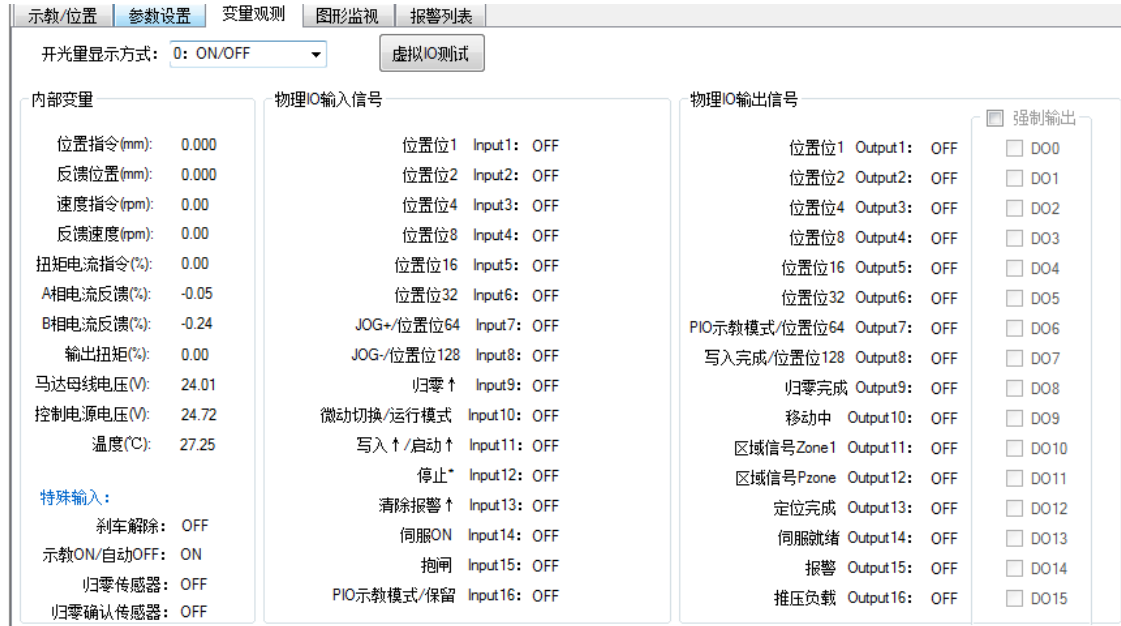 示教/位置 参数设置 变量观测 图形监视 报警列表
开光量显示方式： 0: ON/OFF 虚拟IO测试
内部变量
位置指令(mm): 0.000
反馈位置(mm): 0.000
速度指令(rpm): 0.00
反馈速度(rpm): 0.00
扭矩电流指令(%): 0.00
A相电流反馈(%): -0.05
B相电流反馈(%): -0.24
输出扭矩(%): 0.00
马达母线电压(V): 24.01
控制电源电压(V): 24.72
温度(℃): 27.25
特殊输入：
刹车解除： OFF
示教ON/自动OFF： ON
归零传感器： OFF
归零确认传感器： OFF
物理IO输入信号
位置位1 Input1: OFF
位置位2 Input2: OFF
位置位4 Input3: OFF
位置位8 Input4: OFF
位置位16 Input5: OFF
位置位32 Input6: OFF
JOG+/位置位64 Input7: OFF
JOG-/位置位128 Input8: OFF
归零↑ Input9: OFF
微动切换/运行模式 Input10: OFF
写入↑/启动↑ Input11: OFF
停止* Input12: OFF
清除报警↑ Input13: OFF
伺服ON Input14: OFF
抱闸 Input15: OFF
PIO示教模式/保留 Input16: OFF
物理IO输出信号
强制输出
位置位1 Output1: OFF DO0
位置位2 Output2: OFF DO1
位置位4 Output3: OFF DO2
位置位8 Output4: OFF DO3
位置位16 Output5: OFF DO4
位置位32 Output6: OFF DO5
PIO示教模式/位置位64 Output7: OFF DO6
写入完成/位置位128 Output8: OFF DO7
归零完成 Output9: OFF DO8
移动中 Output10: OFF DO9
区域信号Zone1 Output11: OFF DO10
区域信号Pzone Output12: OFF DO11
定位完成 Output13: OFF DO12
伺服就绪 Output14: OFF DO13
报警 Output15: OFF DO14
推压负载 Output16: OFF DO15